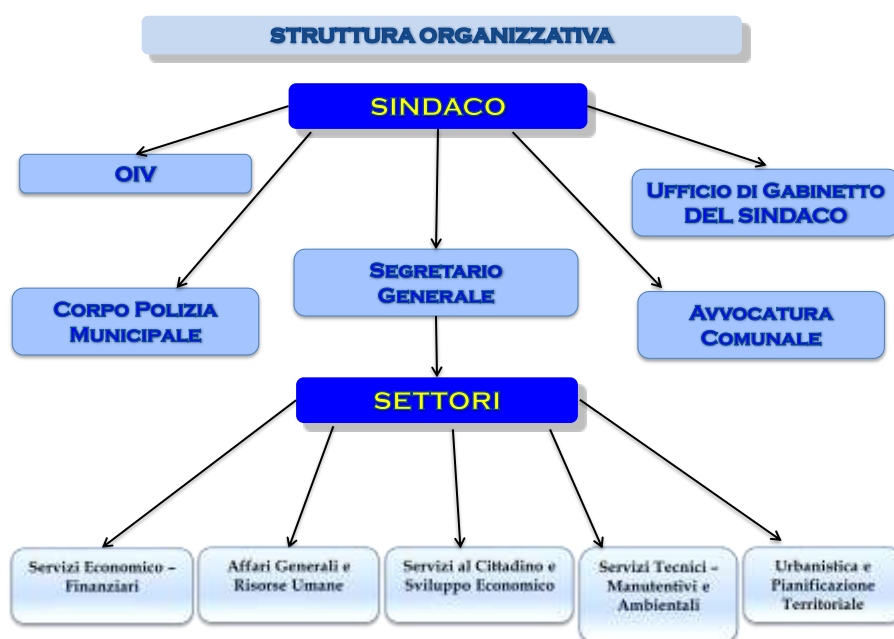 STRUTTURA ORGANIZZATIVA
SINDACO
OIV
UFFICIO DI GABINETTO
DEL SINDACO
SEGRETARIO
GENERALE
CORPO POLIZIA
MUNICIPALE
AVVOCATURA
COMUNALE
SETTORI
Servizi Economico –
Finanziari
Affari Generali e
Risorse Umane
Servizi al Cittadino e
Sviluppo Economico
Servizi Tecnici –
Manutentivi e
Ambientali
Urbanistica e
Pianificazione
Territoriale